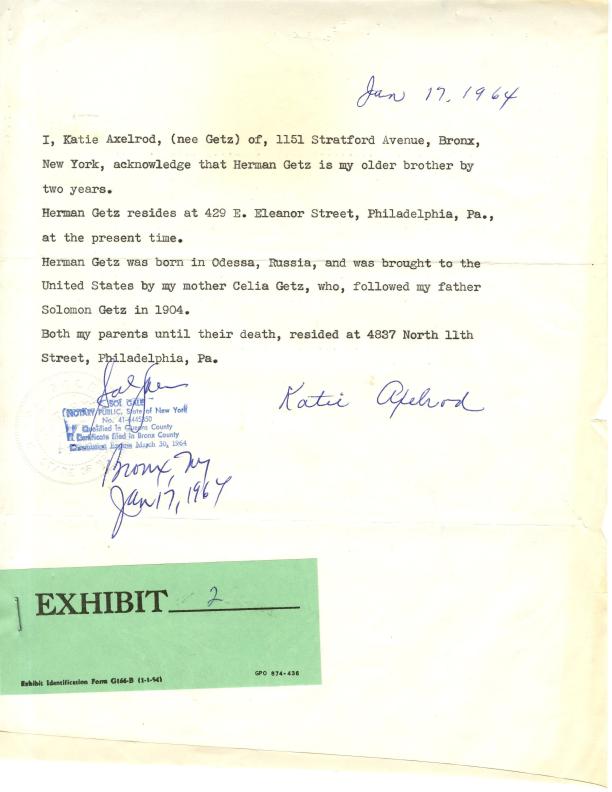 Jan 17, 1964
I, Katie Axelrod, (nee Getz) of, 1151 Stratford Avenue, Bronx,
New York, acknowledge that Herman Getz is my older brother by
two years.
Herman Getz resides at 429 E. Eleanor Street, Philadelphia, Pa.,
at the present time.
Herman Getz was born in Odessa, Russia, and was brought to the
United States by my mother Celia Getz, who, followed my father
Solomon Getz in 1904.
Both my parents until their death, resided at 4837 North 11th
Street, Philadelphia, Pa.
Katie Axelrod
SOL GALE
NOTARY PUBLIC, State of New York
No. 41-
Qualified in Queens County
Certificate filed in Bronx County
Commission Expires March 30, 1964
Bronx, NY
Jan 17, 1964
EXHIBIT 2
Exhibit Identification Form G166-B (1-1-54)
GPO 874-436